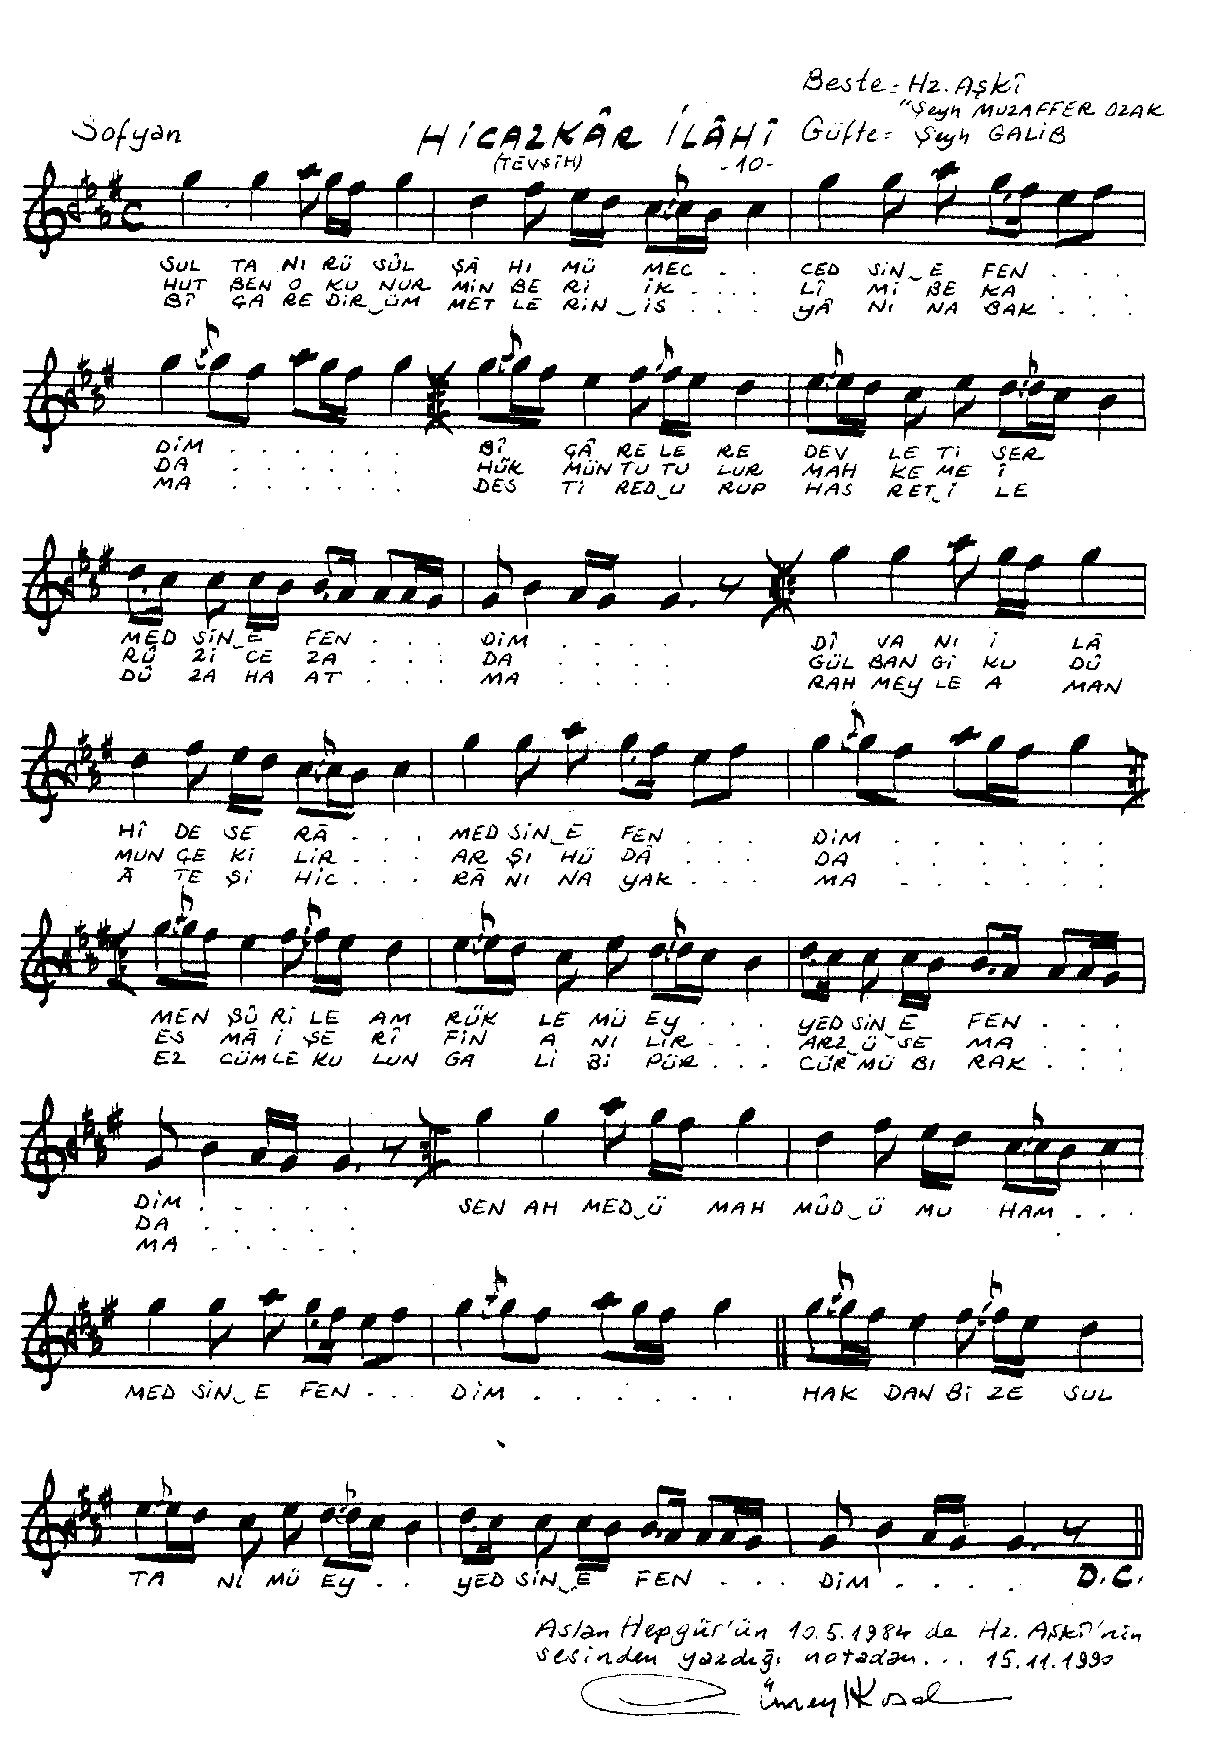 Beste: Hz. Aşkî
"Şeyh MUZAFFER OZAK
Sofyan HİCAZKÂR İLÂHÎ Güfte: Şeyh GALİB
(TEVŞİH) -10-
SUL TA NI RÜ SÜL ŞÂ HI MÜ MEC . . CED SİN_E FEN . . .
HUT BEN O KU NUR MİN BE Rİ İK . . . . LÎ Mİ BE KA . . .
BÎ ÇA RE DİR_ÜM MET LE RİN_İS . . . . YÂ NI NA BAK . . .
DİM . . . . . . BÎ ÇÂ RE LE RE DEV LE Tİ SER
DA . . . . . . HÜK MÜN TU TU LUR MAH KE ME İ
MA . . . . . . DES Tİ RED_U RUP HAS RET_İ LE
MED SİN_E FEN . . . DİM . . . . DÎ VA NI İ LÂ
RÛ Zİ CE ZA . . . DA . . . . GÜL BAN Gİ KU DÛ
DÛ ZA HA AT . . . MA . . . . RAH MEY LE A MAN
HÎ DE SE RÂ . . . MED SİN_E FEN . . . DİM . . . . . .
MUN ÇE Kİ LİR . . . AR ŞI HÜ DÂ . . . DA . . . . . .
Â TE Şİ HİC . . . RÂ NI NA YAK . . . MA . . . . . .
MEN ŞÛ Rİ LE AM RÜK LE MÜ EY . . . YED SİN_E FEN . . .
ES MÂ İ ŞE RÎ FİN A NI LIR . . . ARZ_Ü_SE MA . . .
EZ CÜM LE KU LUN GA LI Bİ PÜR . . . CÜR MÜ BI RAK . . .
DİM . . . . .
DA . . . . .
MA . . . . .
SEN AH MED_Ü MAH MÛD_Ü MU HAM . . .
MED SİN_E FEN . . . DİM . . . . . . HAK DAN Bİ ZE SUL
TA NI MÜ EY . . YED SİN_E FEN . . . DİM . . . . D.C.
Aslan Hepgür'ün 10.5.1984 de Hz. Aşkî'nin
sesinden yazdığı notadan... 15.11.1990